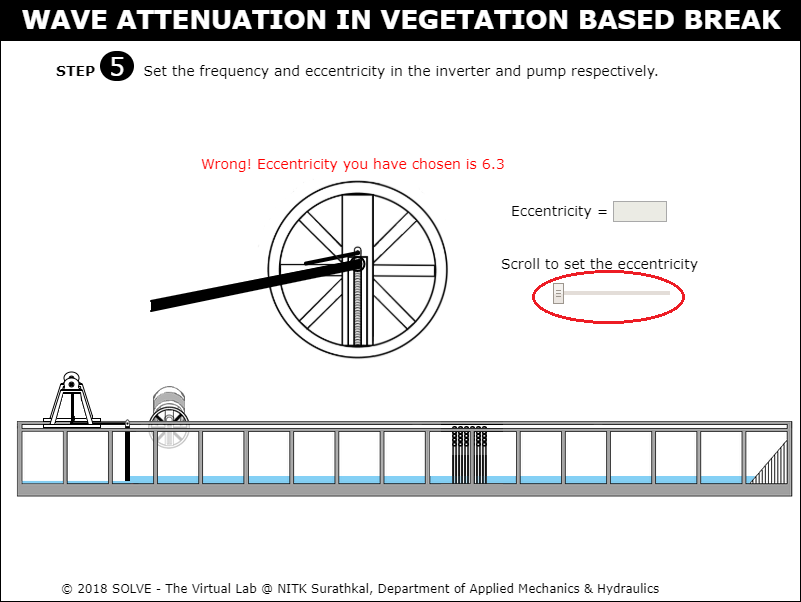 WAVE ATTENUATION IN VEGETATION BASED BREAK
STEP 5 Set the frequency and eccentricity in the inverter and pump respectively.
Wrong! Eccentricity you have chosen is 6.3
Eccentricity =
Scroll to set the eccentricity
© 2018 SOLVE - The Virtual Lab @ NITK Surathkal, Department of Applied Mechanics & Hydraulics